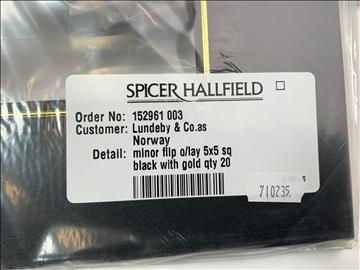 SPICER HALLFIELD
Order No: 152961 003
Customer: Lundeby & Co.as
Norway
Detail: minor flip o/lay 5x5 sq
black with gold qty 20
710235